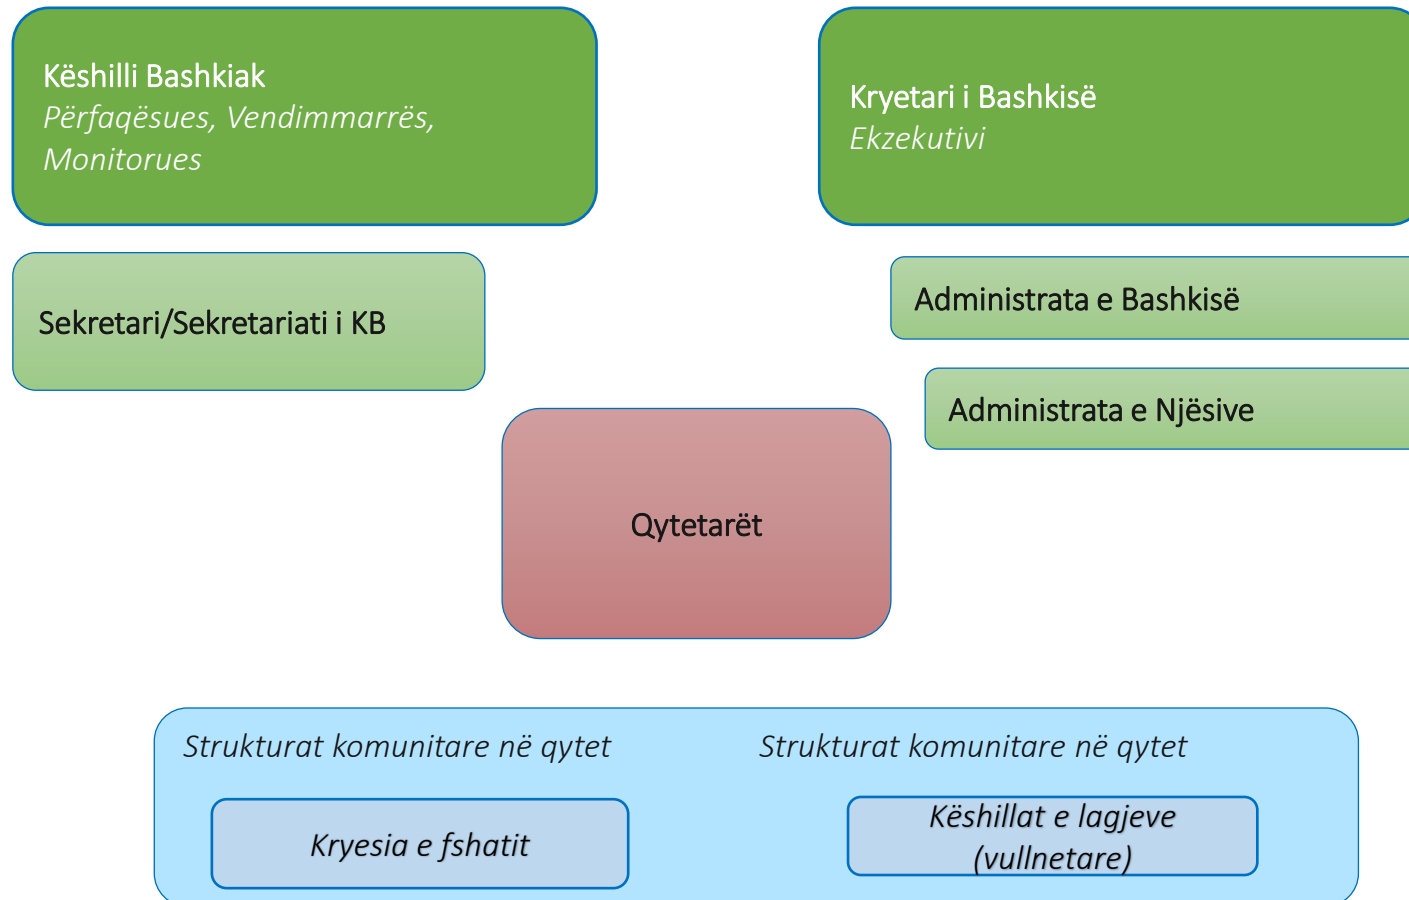 Këshilli Bashkiak
Përfaqësues, Vendimmarrës,
Monitorues
Kryetari i Bashkisë
Ekzekutivi
Sekretari/Sekretariati i KB
Administrata e Bashkisë
Administrata e Njësive
Qytetarët
Strukturat komunitare në qytet
Strukturat komunitare në qytet
Kryesia e fshatit
Këshillat e lagjeve
(vullnetare)